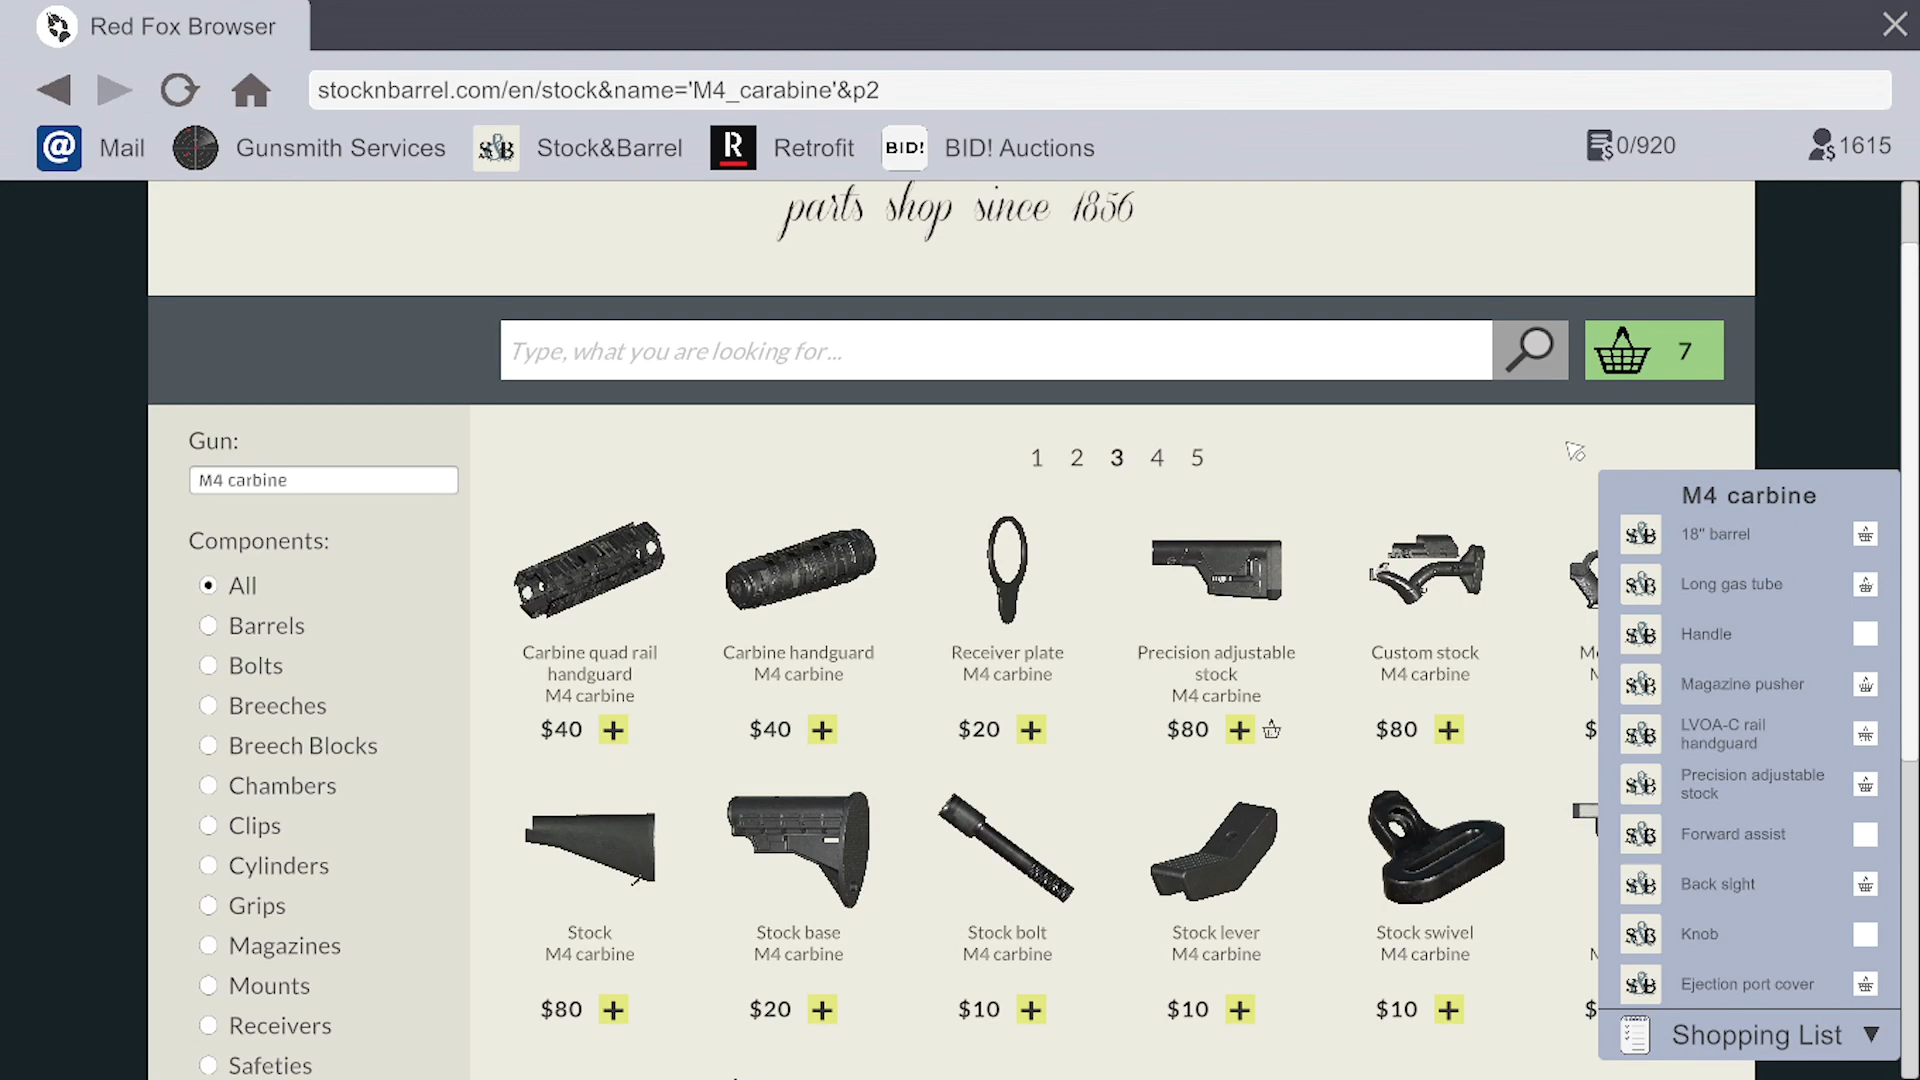 Red Fox Browser
stocknbarrel.com/en/stock&name='M4_carabine'&p2
Mail
Gunsmith Services
S&B
Stock&Barrel
R
Retrofit
BID!
BID! Auctions
0/920
1615
parts shop since 1856
Type, what you are looking for...
7
Gun:
M4 carbine
Components:
All
Barrels
Bolts
Breeches
Breech Blocks
Chambers
Clips
Cylinders
Grips
Magazines
Mounts
Receivers
Safeties
1 2 3 4 5
Carbine quad rail
handguard
M4 carbine
$40 +
Carbine handguard
M4 carbine
$40 +
Receiver plate
M4 carbine
$20 +
Precision adjustable
stock
M4 carbine
$80 +
Custom stock
M4 carbine
$80 +
Stock
M4 carbine
$80 +
Stock base
M4 carbine
$20 +
Stock bolt
M4 carbine
$10 +
Stock lever
M4 carbine
$10 +
Stock swivel
M4 carbine
$10 +
M4 carbine
S&B 18" barrel
S&B Long gas tube
S&B Handle
S&B Magazine pusher
S&B LVOA-C rail
handguard
S&B Precision adjustable
stock
S&B Forward assist
S&B Back sight
S&B Knob
S&B Ejection port cover
Shopping List